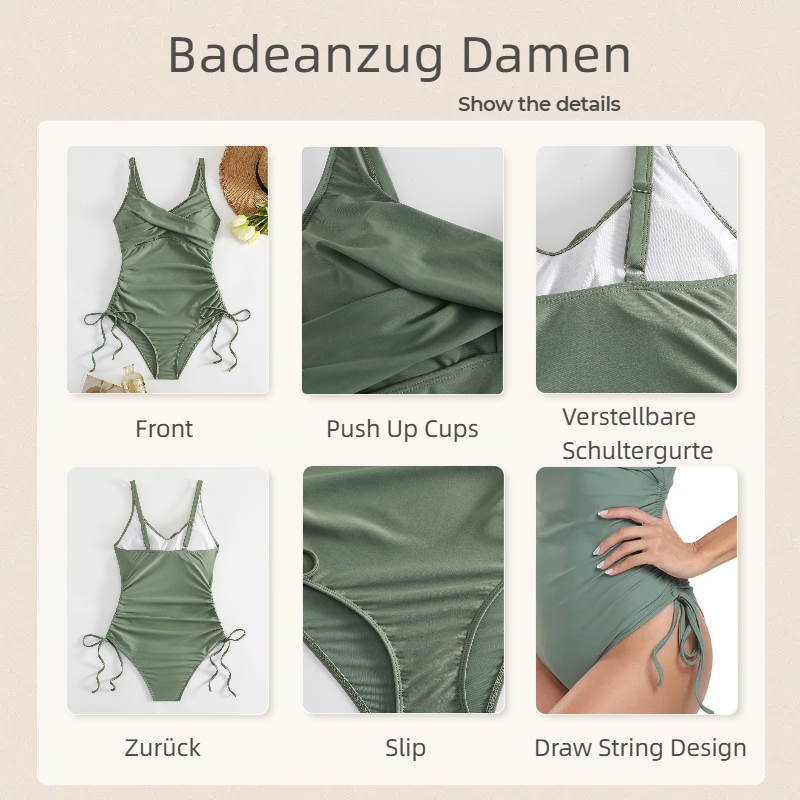 Badeanzug Damen
Show the details
Front
Push Up Cups
Verstellbare
Schultergurte
Zurück
Slip
Draw String Design